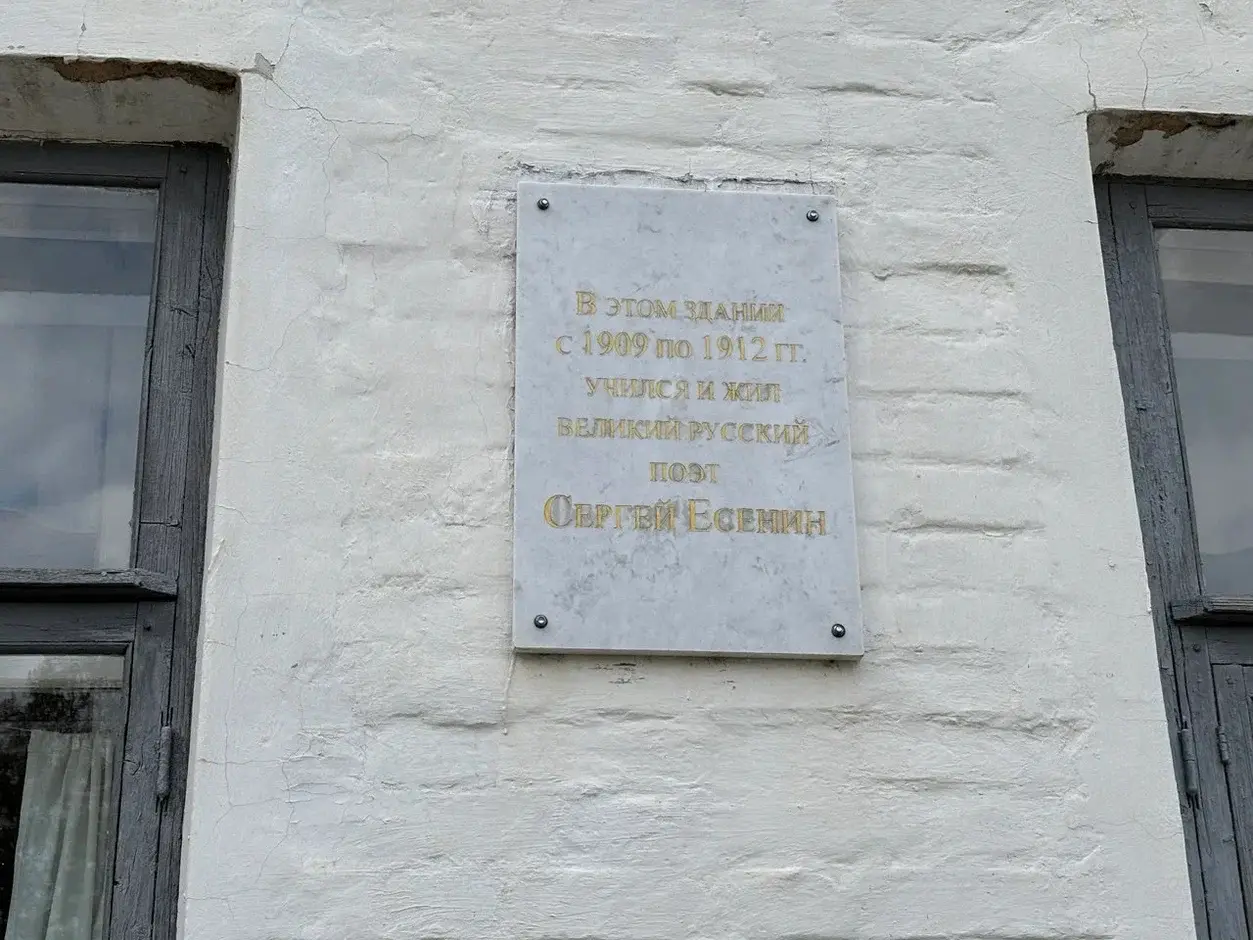 В этом здании
с 1909 по 1912 гг.
учился и жил
великий русский
поэт
Сергей Есенин